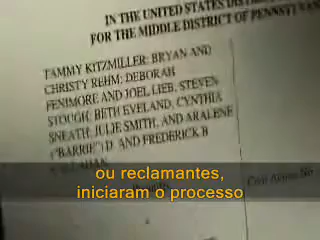 IN THE UNITED STATES DISTRI
FOR THE MIDDLE DISTRICT OF PENNSYLVAN
TAMMY KITZMILLER; BRYAN AND
CHRISTY REHM; DEBORAH
FENIMORE AND JOEL LIEB, STEVEN
STOUGH; BETH EVELAND, CYNTHIA
SNEATH; JULIE SMITH, AND ARALENE
("BARRIE") D. AND FREDERICK B
ou reclamantes,
iniciaram o processo
Civil Action No